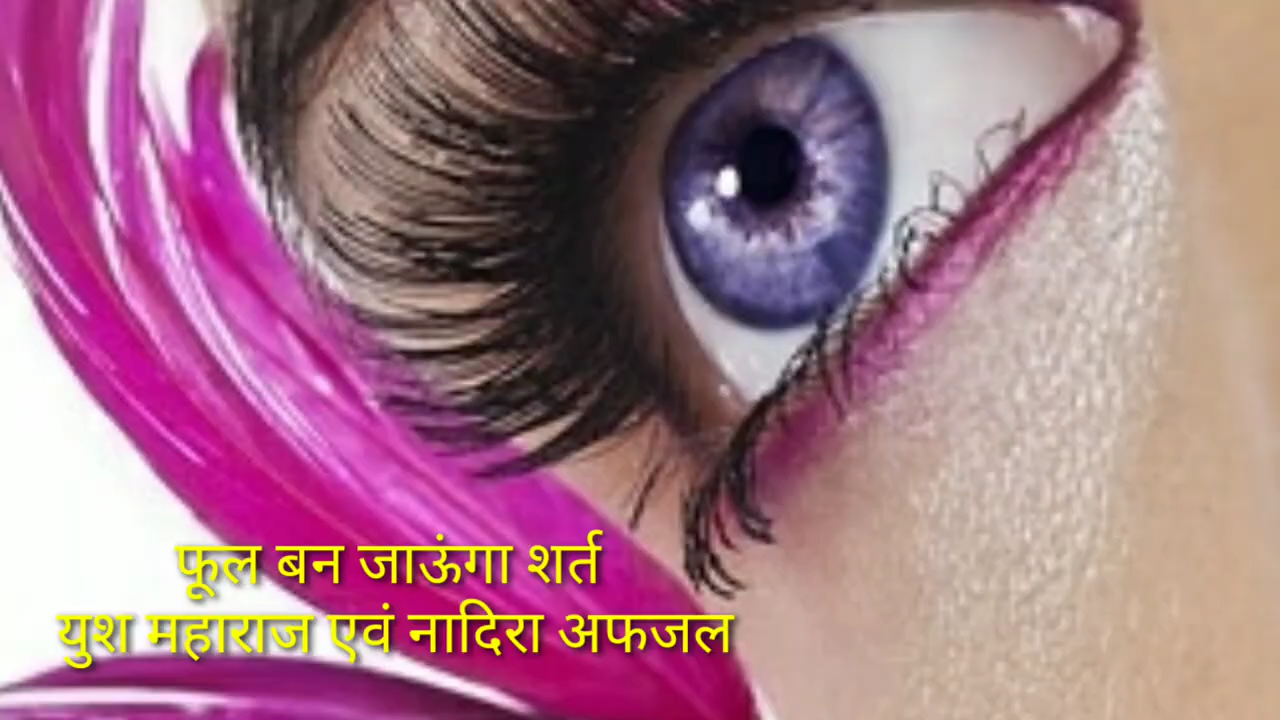 फूल बन जाऊंगा शर्त
युश महाराज एवं नादिरा अफजल